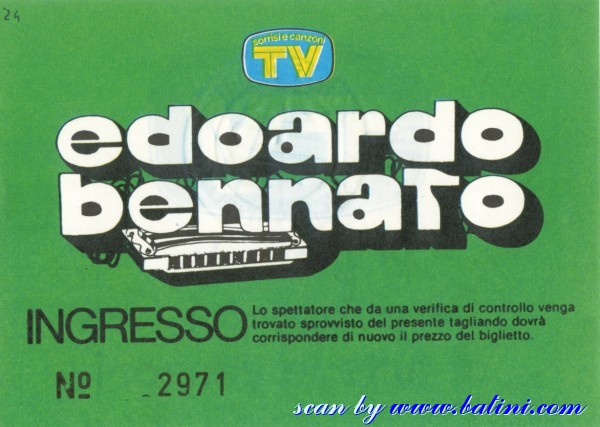 24
sorrisi e canzoni
TV
edoardo
bennato
INGRESSO
Lo spettatore che da una verifica di controllo venga
trovato sprovvisto del presente tagliando dovrà
corrispondere di nuovo il prezzo del biglietto.
Nº 2971
scan by www.batini.com